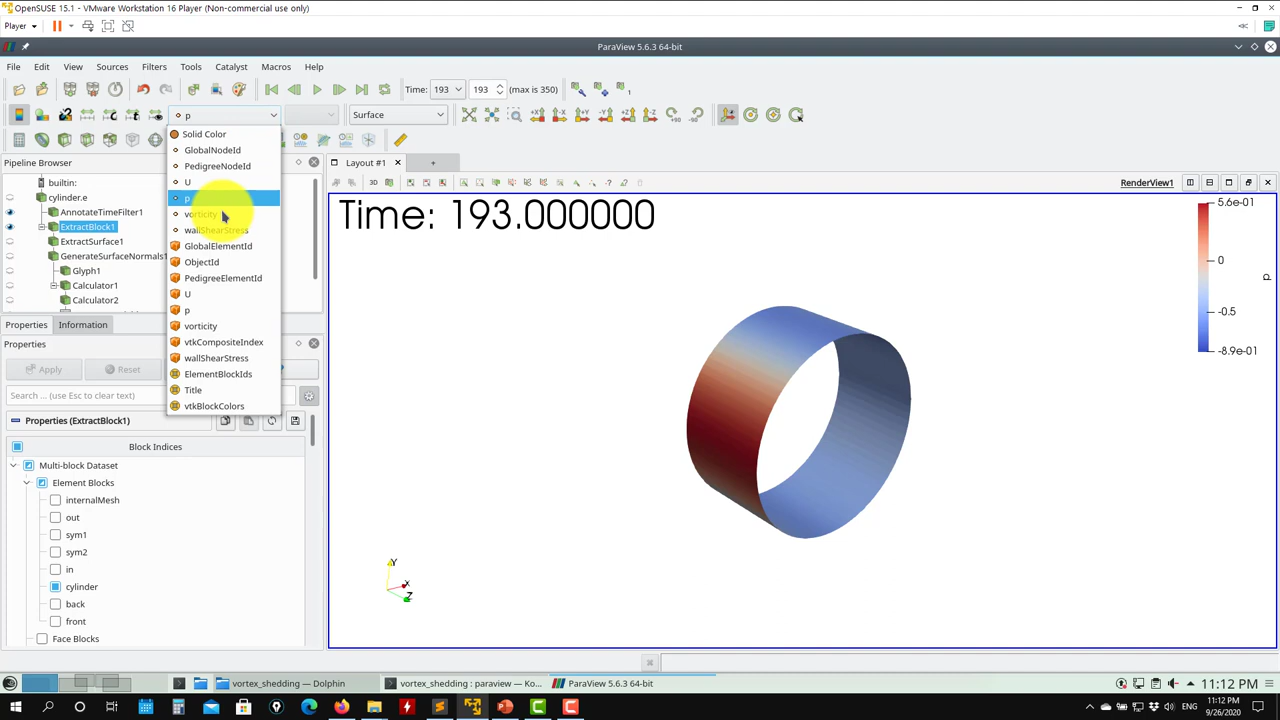 OpenSUSE 15.1 - VMware Workstation 16 Player (Non-commercial use only)
Player
ParaView 5.6.3 64-bit
File Edit View Sources Filters Tools Catalyst Macros Help
Time: 193 193 (max is 350)
p Surface
+X -X +Y -Y +Z -Z +90 -90
Pipeline Browser
Layout #1
builtin:
cylinder.e
AnnotateTimeFilter1
ExtractBlock1
ExtractSurface1
GenerateSurfaceNormals1
Glyph1
Calculator1
Calculator2
Solid Color
GlobalNodeId
PedigreeNodeId
U
p
vorticity
wallShearStress
GlobalElementId
ObjectId
PedigreeElementId
U
p
vorticity
vtkCompositeIndex
wallShearStress
ElementBlockIds
Title
vtkBlockColors
Properties Information
Properties
Apply Reset
Search ... (use Esc to clear text)
Properties (ExtractBlock1)
Block Indices
Multi-block Dataset
Element Blocks
internalMesh
out
sym1
sym2
in
cylinder
back
front
Face Blocks
3D
RenderView1
Time: 193.000000
5.6e-01
0
-0.5
-8.9e-01
p
Y
X
Z
vortex_shedding — Dolphin
vortex_shedding : paraview — Ko...
ParaView 5.6.3 64-bit
11:12 PM
11:12 PM
9/26/2020